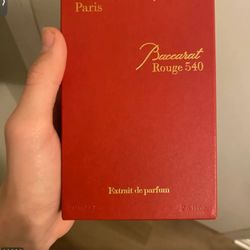 Paris
Baccarat
Rouge 540
Extrait de parfum